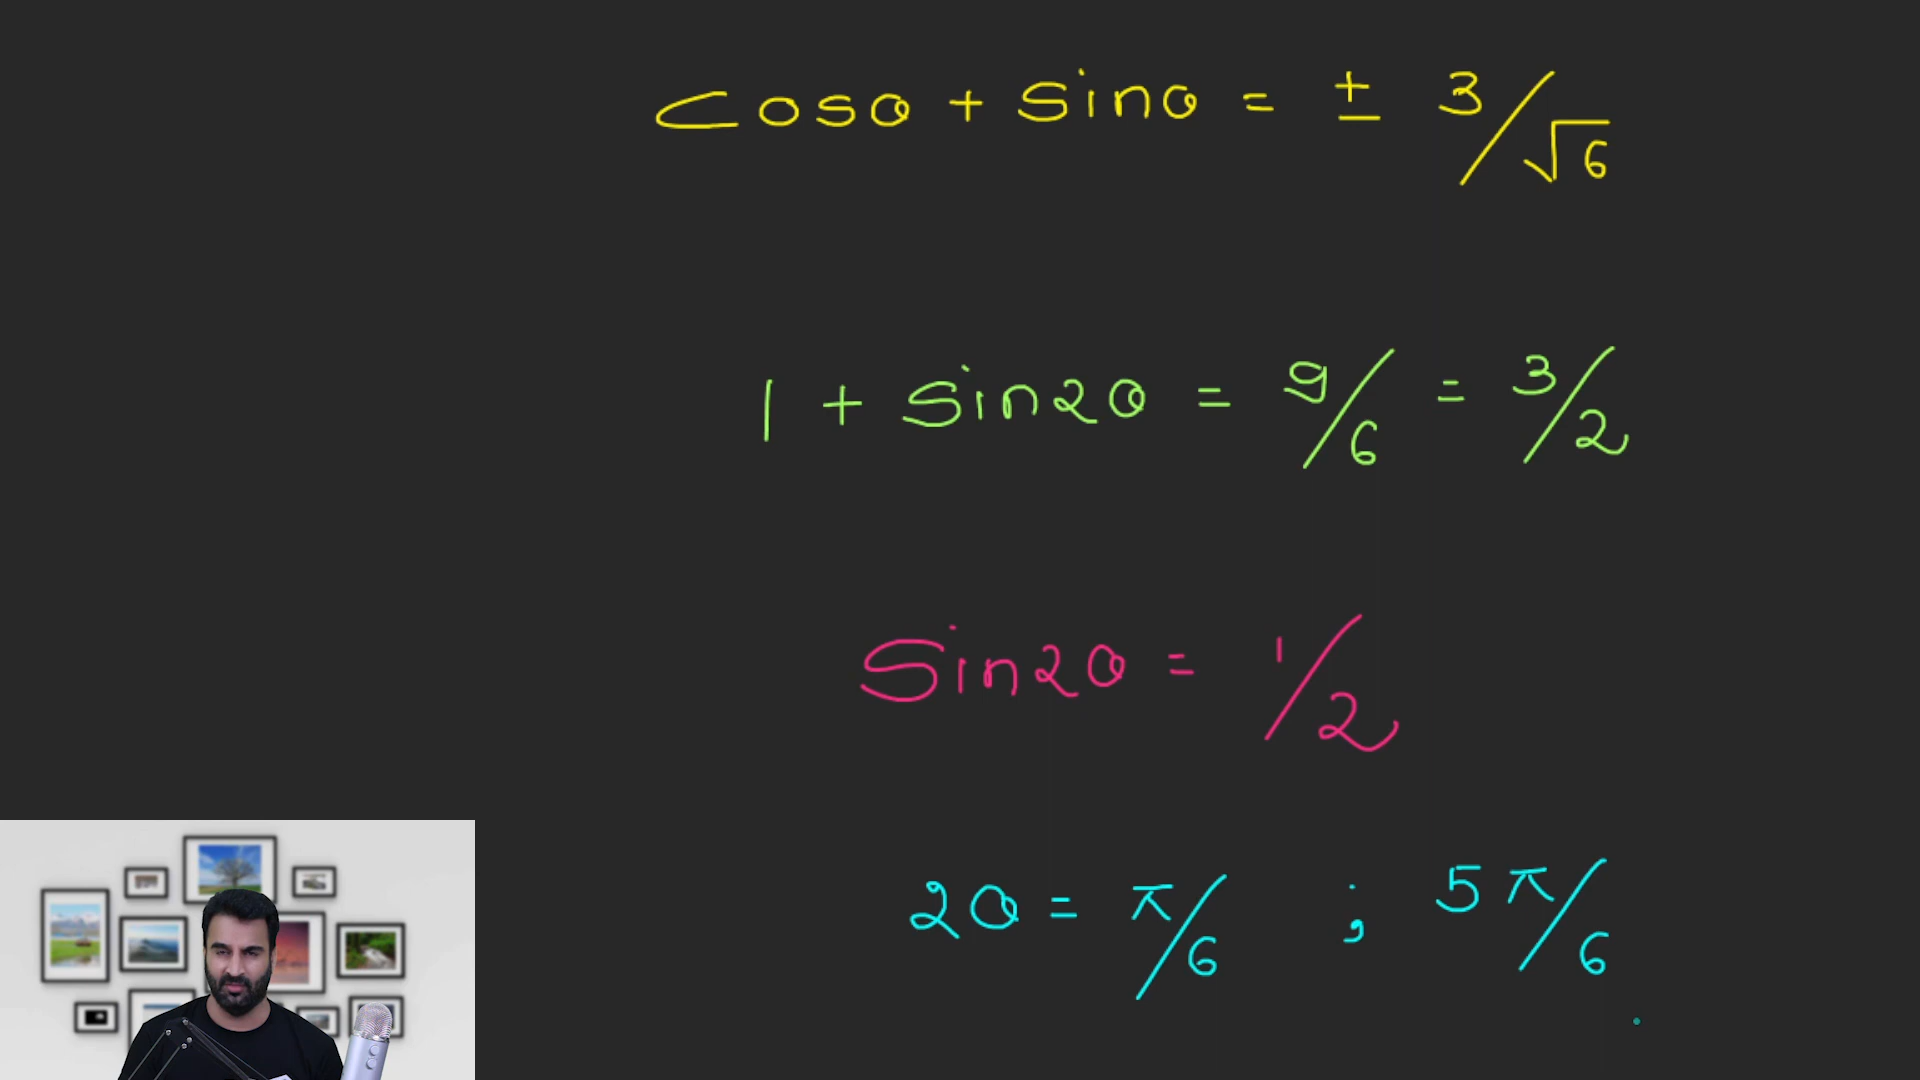 cosθ + sinθ = ± 3/√6
1 + sin2θ = 9/6 = 3/2
sin2θ = 1/2
2θ = π/6 ; 5π/6